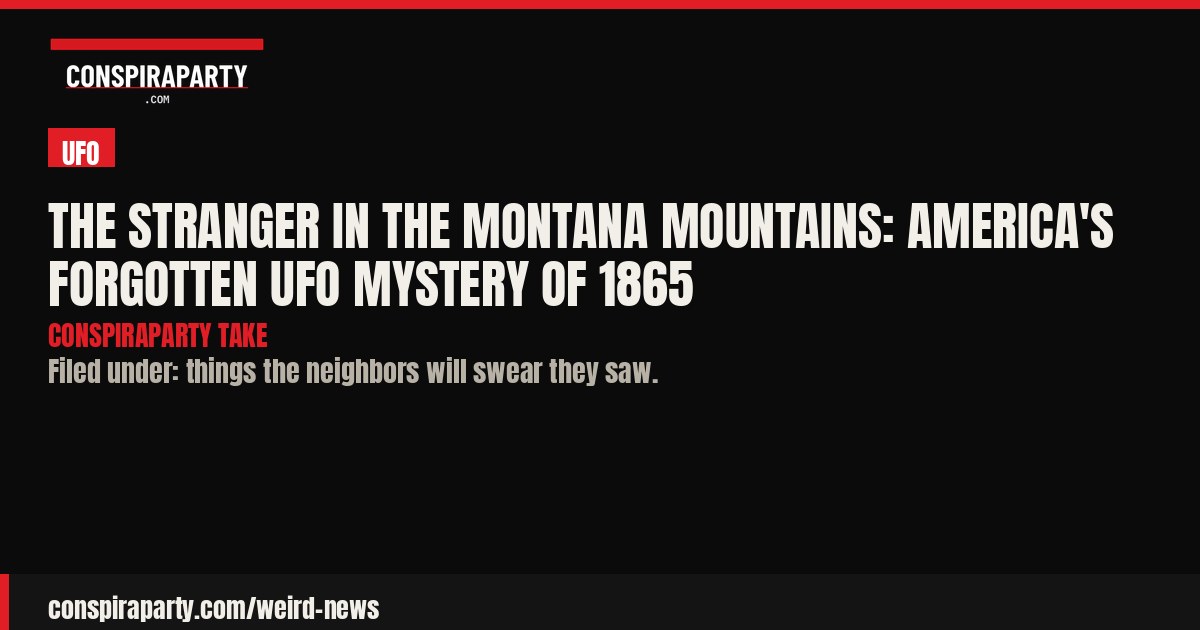 CONSPIRAPARTY
.COM
UFO
THE STRANGER IN THE MONTANA MOUNTAINS: AMERICA'S
FORGOTTEN UFO MYSTERY OF 1865
CONSPIRAPARTY TAKE
Filed under: things the neighbors will swear they saw.
conspiraparty.com/weird-news